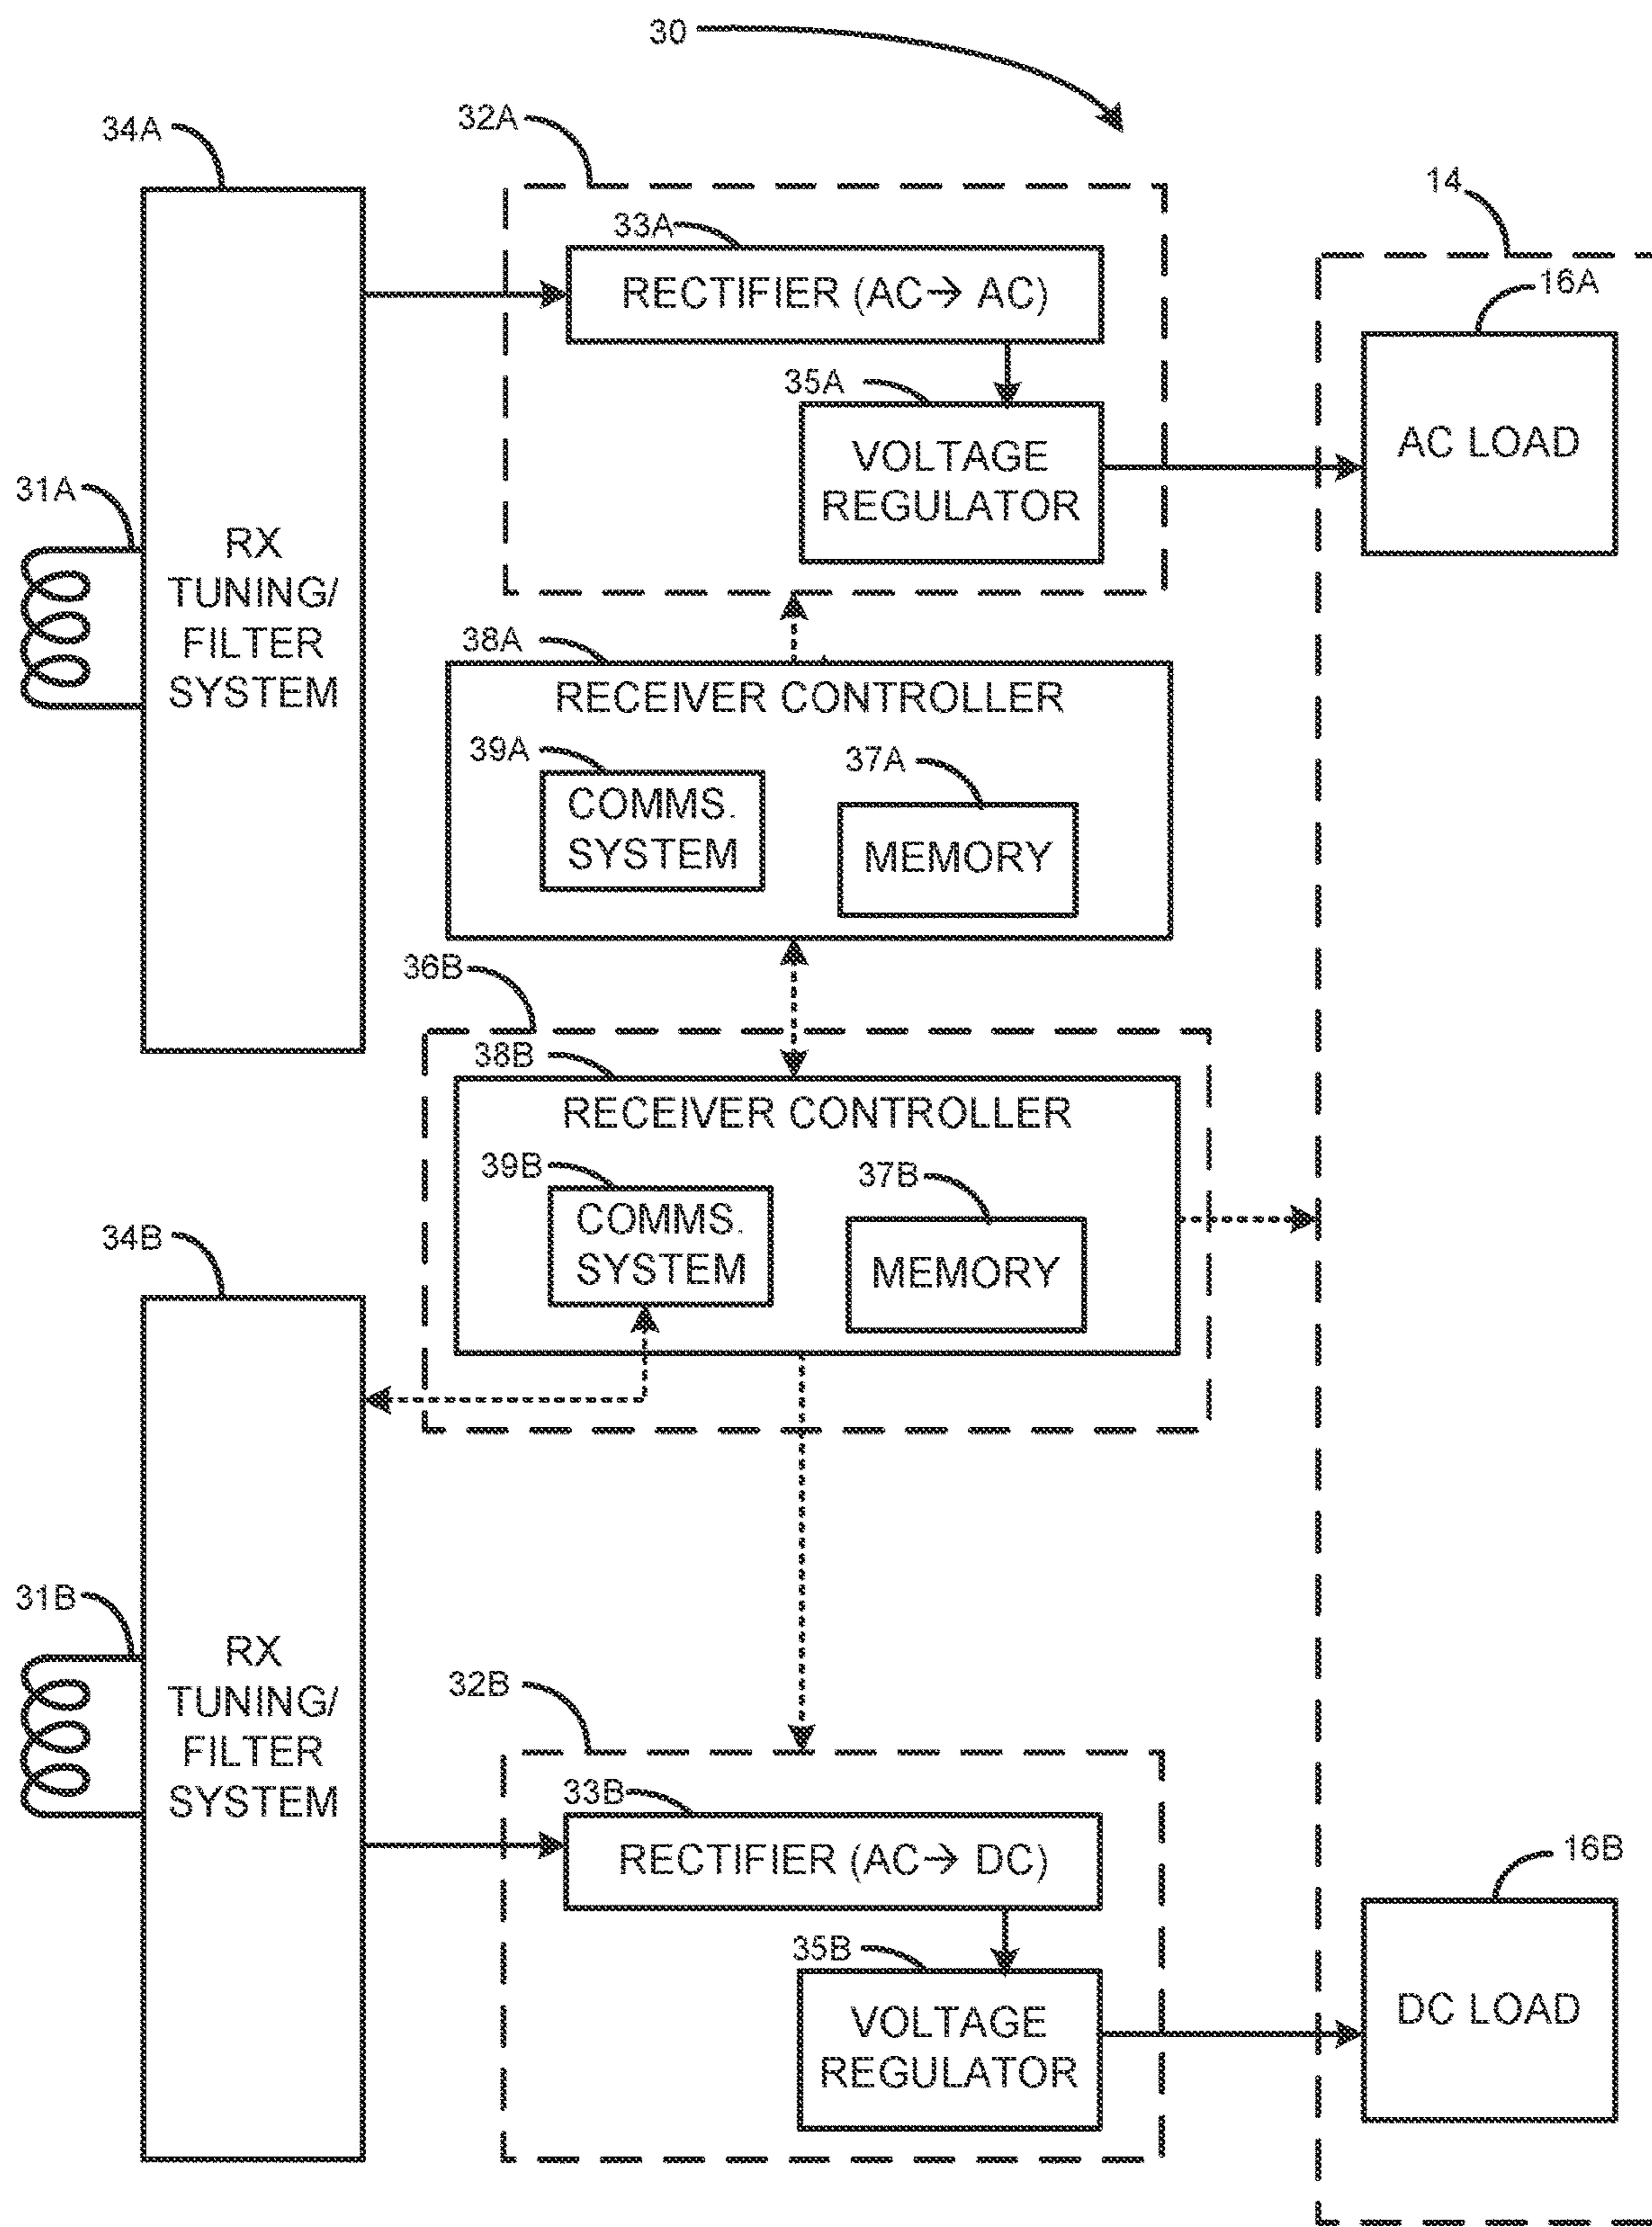 30
34A
32A
14
33A
RECTIFIER (AC→ AC)
16A
35A
VOLTAGE
REGULATOR
AC LOAD
31A
RX
TUNING/
FILTER
SYSTEM
38A
RECEIVER CONTROLLER
39A
COMMS.
SYSTEM
37A
MEMORY
36B
38B
RECEIVER CONTROLLER
39B
COMMS.
SYSTEM
37B
MEMORY
34B
31B
RX
TUNING/
FILTER
SYSTEM
32B
33B
RECTIFIER (AC→ DC)
16B
35B
VOLTAGE
REGULATOR
DC LOAD